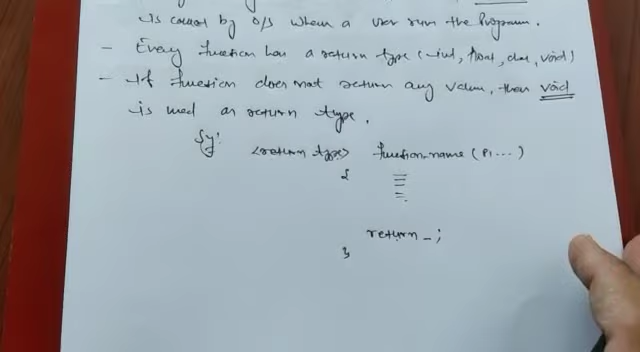 is called by O/S when a user run the Program.
- Every function has a return type (int, float, char, void)
- If function does not return any value, then void
is used as return type.
Sy:
<return type> function-name (P1 ...)
{
return _;
}